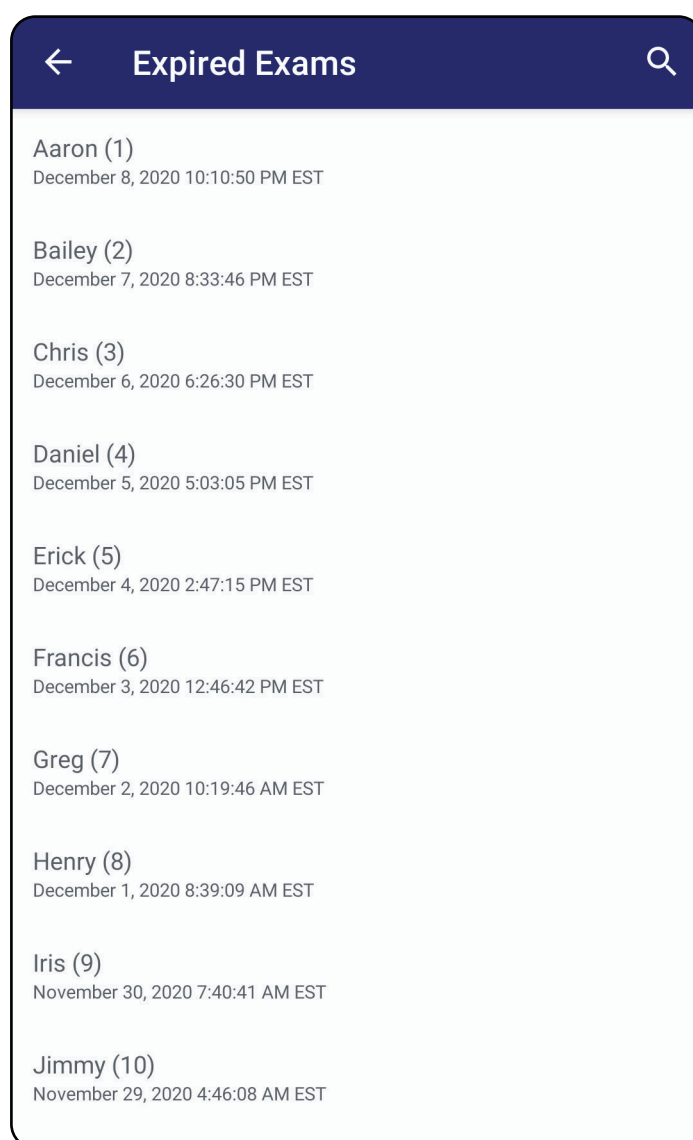 Expired Exams
Aaron (1)
December 8, 2020 10:10:50 PM EST
Bailey (2)
December 7, 2020 8:33:46 PM EST
Chris (3)
December 6, 2020 6:26:30 PM EST
Daniel (4)
December 5, 2020 5:03:05 PM EST
Erick (5)
December 4, 2020 2:47:15 PM EST
Francis (6)
December 3, 2020 12:46:42 PM EST
Greg (7)
December 2, 2020 10:19:46 AM EST
Henry (8)
December 1, 2020 8:39:09 AM EST
Iris (9)
November 30, 2020 7:40:41 AM EST
Jimmy (10)
November 29, 2020 4:46:08 AM EST